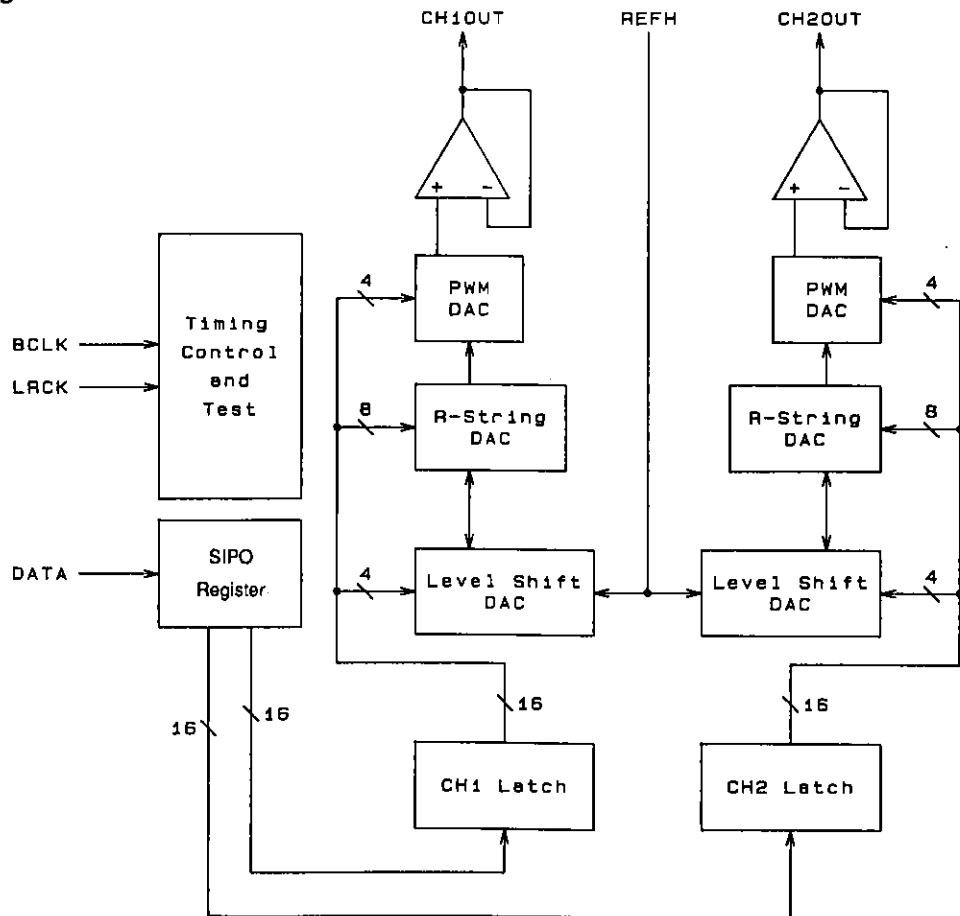 CH1OUT REFH CH2OUT
+ - + -
4 PWM DAC PWM DAC 4
BCLK
LRCK
Timing
Control
and
Test
8 R-String DAC R-String DAC 8
DATA
SIPO
Register
4 Level Shift DAC Level Shift DAC 4
16 16 16 16
CH1 Latch CH2 Latch